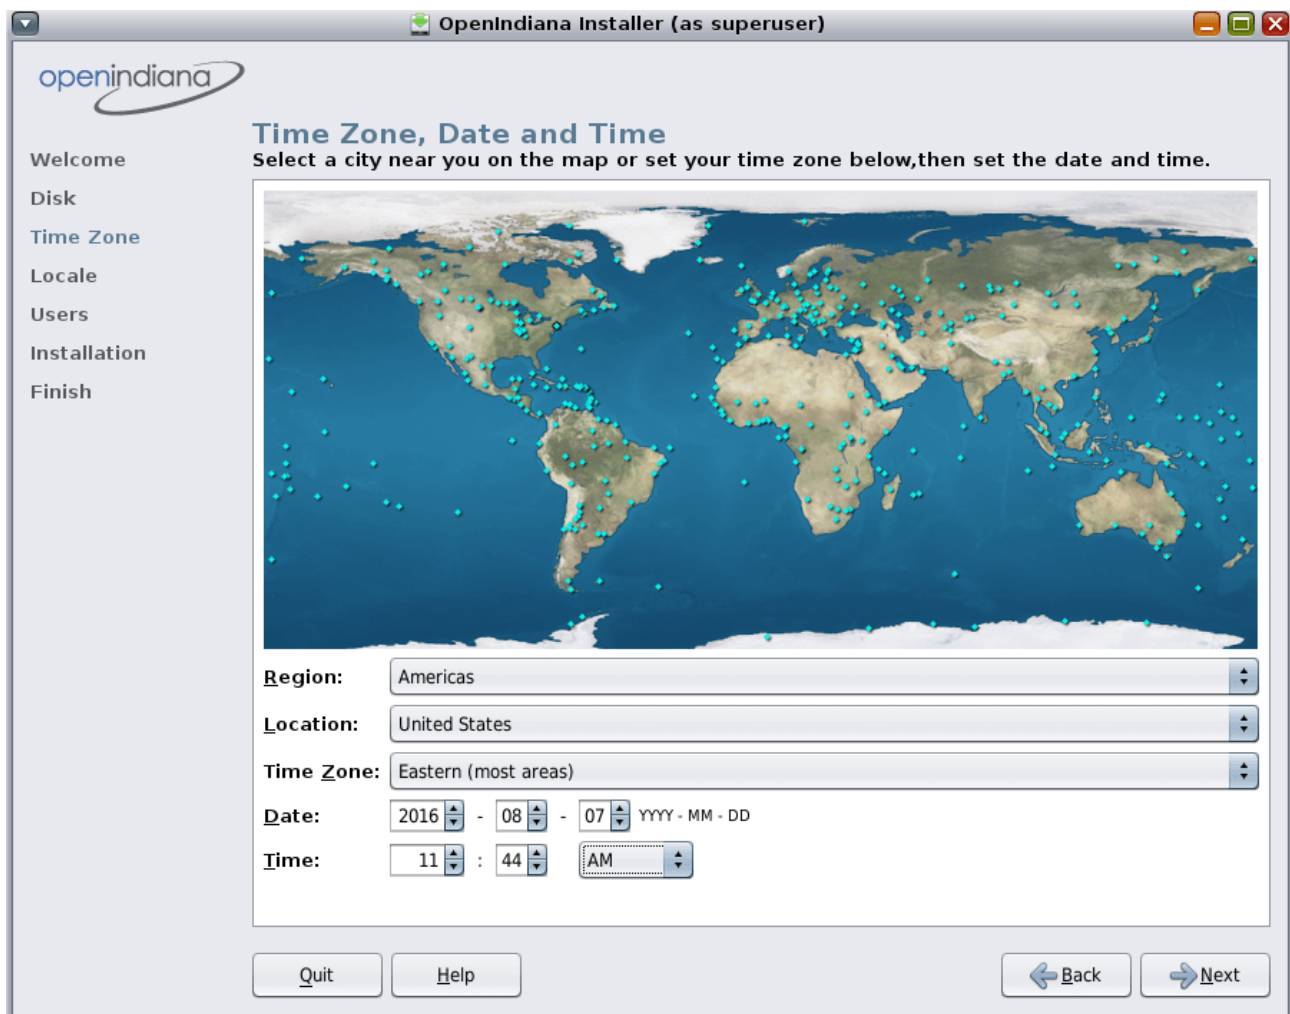 OpenIndiana Installer (as superuser)
openindiana
Time Zone, Date and Time
Select a city near you on the map or set your time zone below,then set the date and time.
Welcome
Disk
Time Zone
Locale
Users
Installation
Finish
Region: Americas
Location: United States
Time Zone: Eastern (most areas)
Date: 2016 - 08 - 07 YYYY - MM - DD
Time: 11 : 44 AM
Quit Help Back Next